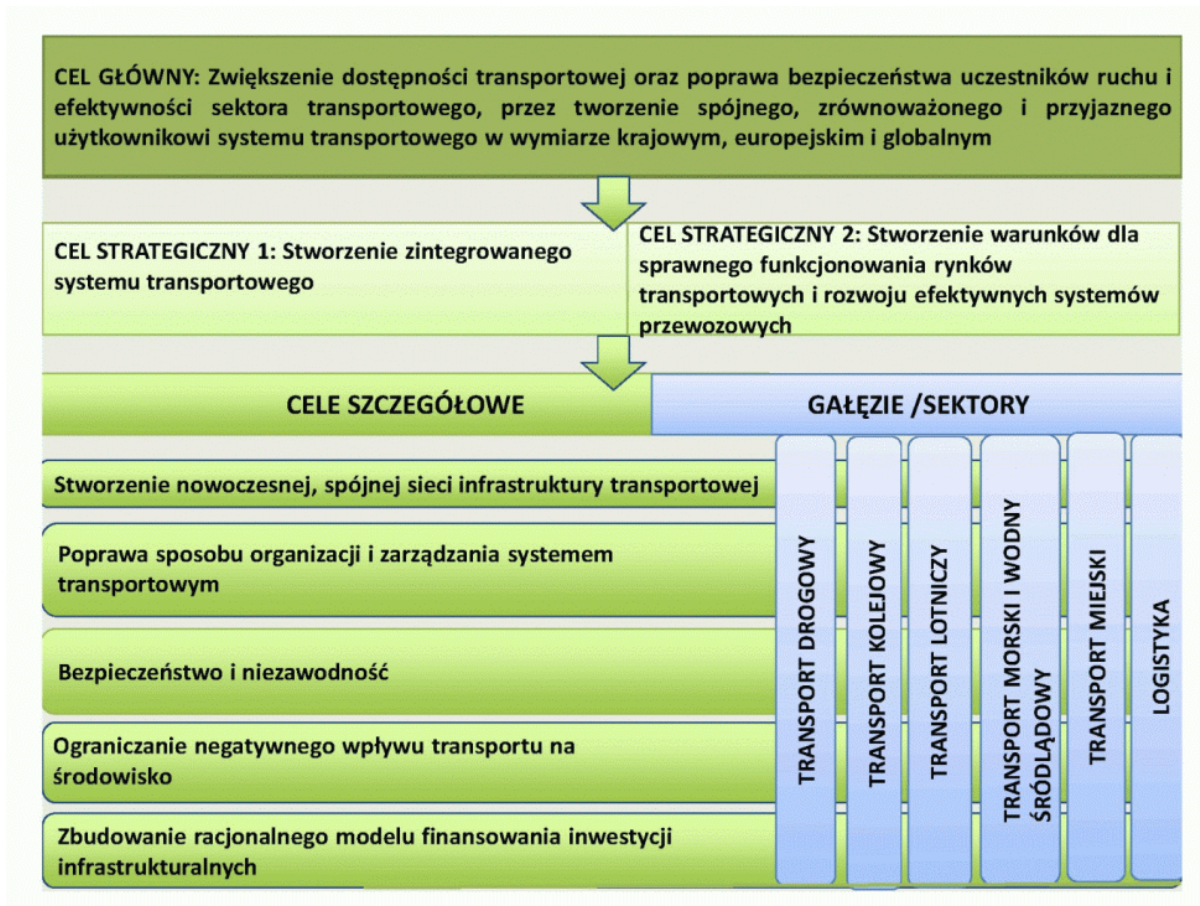 CEL GŁÓWNY: Zwiększenie dostępności transportowej oraz poprawa bezpieczeństwa uczestników ruchu i
efektywności sektora transportowego, przez tworzenie spójnego, zrównoważonego i przyjaznego
użytkownikowi systemu transportowego w wymiarze krajowym, europejskim i globalnym
CEL STRATEGICZNY 1: Stworzenie zintegrowanego
systemu transportowego
CEL STRATEGICZNY 2: Stworzenie warunków dla
sprawnego funkcjonowania rynków
transportowych i rozwoju efektywnych systemów
przewozowych
CELE SZCZEGÓŁOWE
GAŁĘZIE /SEKTORY
Stworzenie nowoczesnej, spójnej sieci infrastruktury transportowej
Poprawa sposobu organizacji i zarządzania systemem
transportowym
Bezpieczeństwo i niezawodność
Ograniczanie negatywnego wpływu transportu na
środowisko
Zbudowanie racjonalnego modelu finansowania inwestycji
infrastrukturalnych
TRANSPORT DROGOWY
TRANSPORT KOLEJOWY
TRANSPORT LOTNICZY
TRANSPORT MORSKI I WODNY
ŚRÓDLĄDOWY
TRANSPORT MIEJSKI
LOGISTYKA